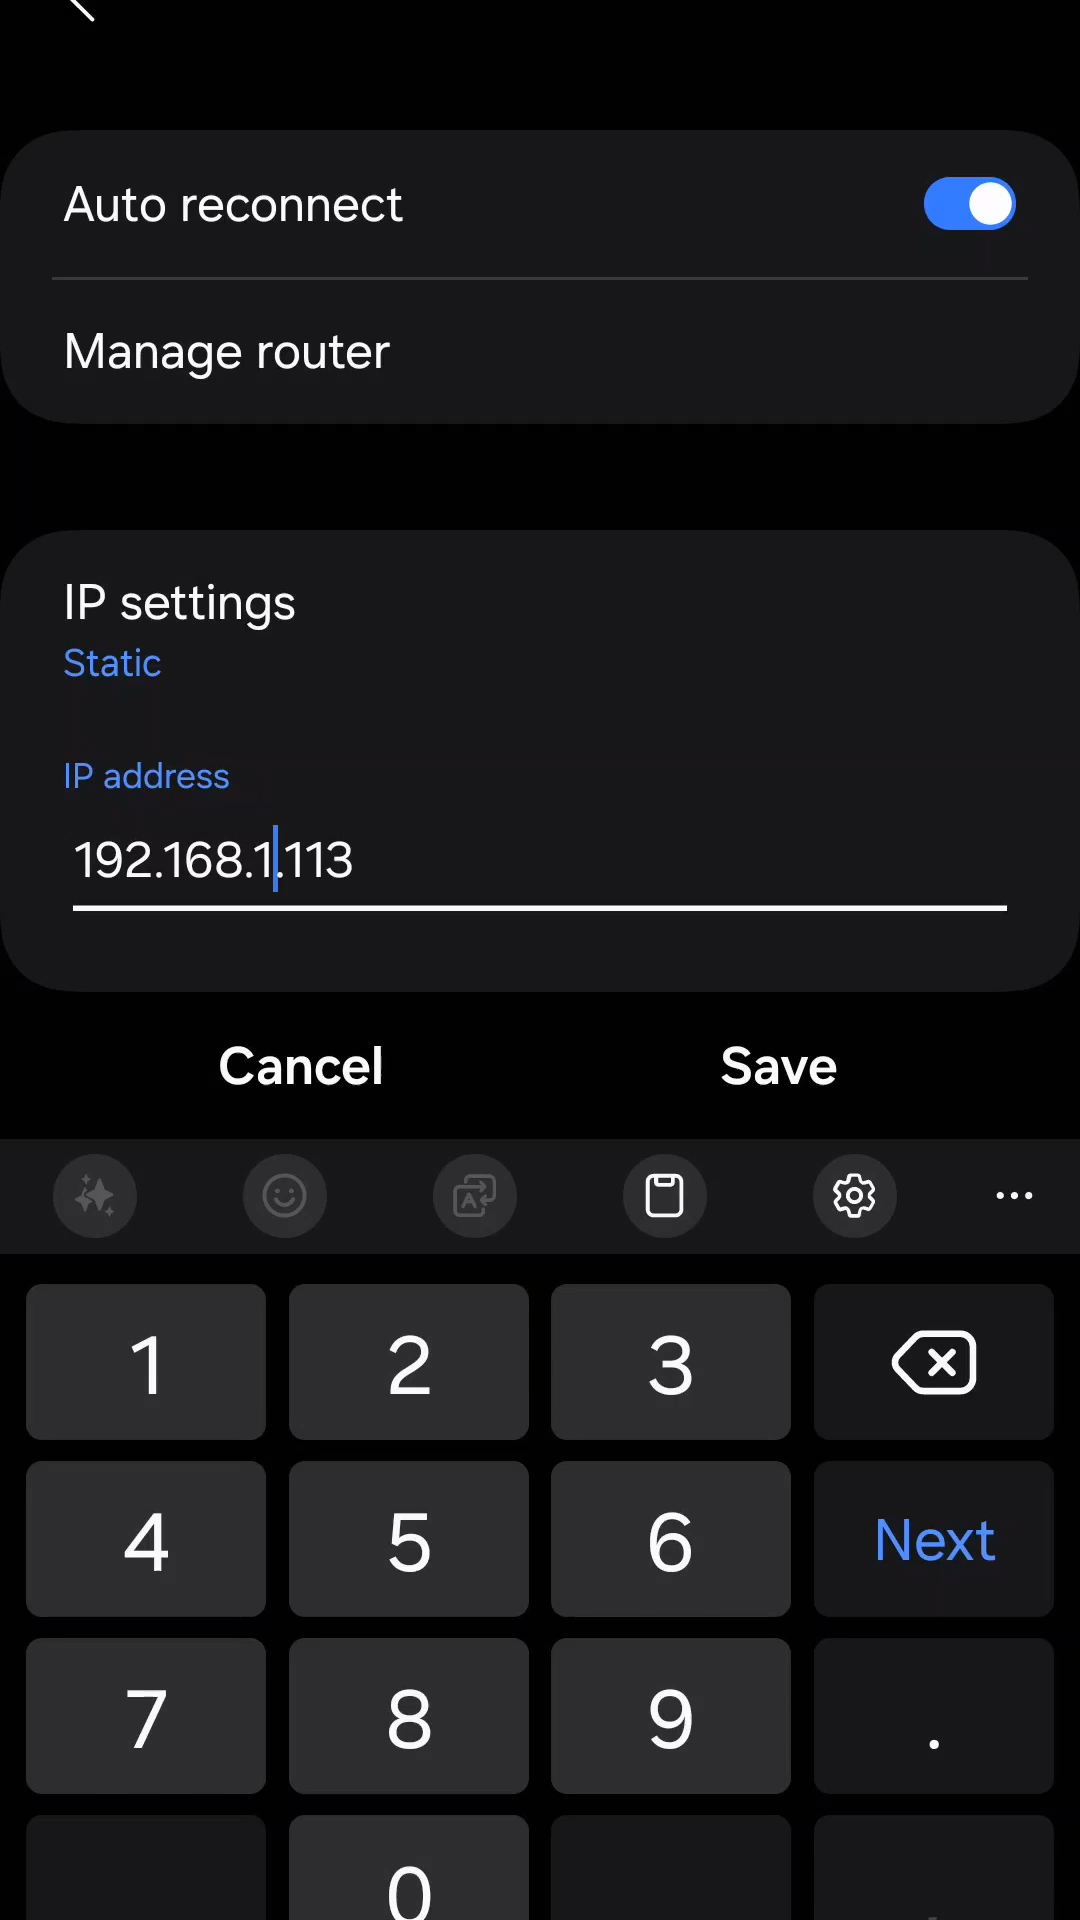 Auto reconnect
Manage router
IP settings
Static
IP address
192.168.1.113
Cancel
Save
1
2
3
4
5
6
Next
7
8
9
.
0